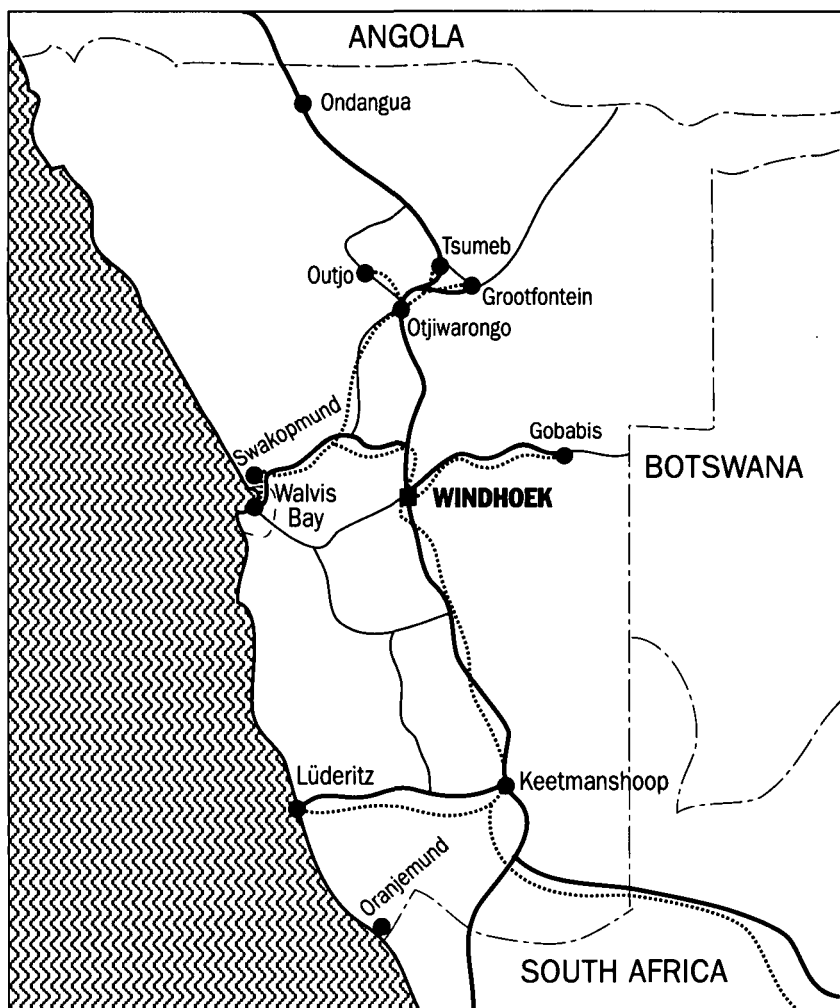 ANGOLA
Ondangua
Tsumeb
Outjo
Grootfontein
Otjiwarongo
Swakopmund
Gobabis
BOTSWANA
Walvis
Bay
WINDHOEK
Lüderitz
Keetmanshoop
Oranjemund
SOUTH AFRICA